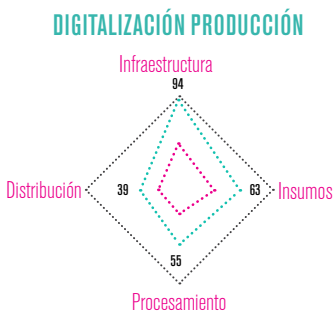 DIGITALIZACIÓN PRODUCCIÓN
Infraestructura
94
Distribución 39 63 Insumos
55
Procesamiento